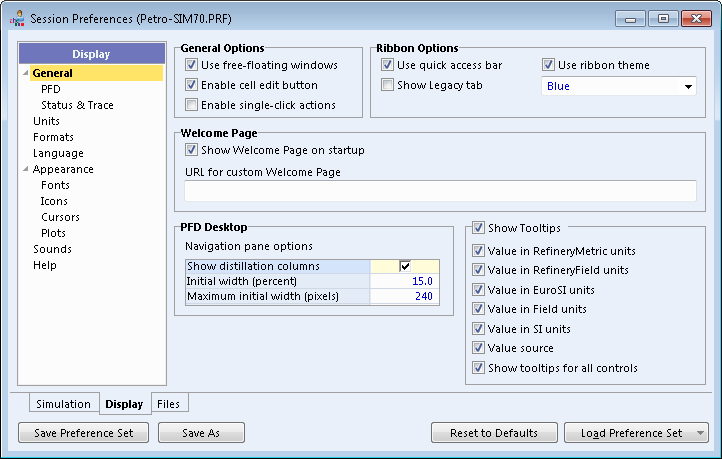 Session Preferences (Petro-SIM70.PRF)
Display
General
PFD
Status & Trace
Units
Formats
Language
Appearance
Fonts
Icons
Cursors
Plots
Sounds
Help
General Options
Use free-floating windows
Enable cell edit button
Enable single-click actions
Ribbon Options
Use quick access bar
Use ribbon theme
Show Legacy tab
Blue
Welcome Page
Show Welcome Page on startup
URL for custom Welcome Page
PFD Desktop
Navigation pane options
Show distillation columns
Initial width (percent) 15.0
Maximum initial width (pixels) 240
Show Tooltips
Value in RefineryMetric units
Value in RefineryField units
Value in EuroSI units
Value in Field units
Value in SI units
Value source
Show tooltips for all controls
Simulation Display Files
Save Preference Set Save As Reset to Defaults Load Preference Set